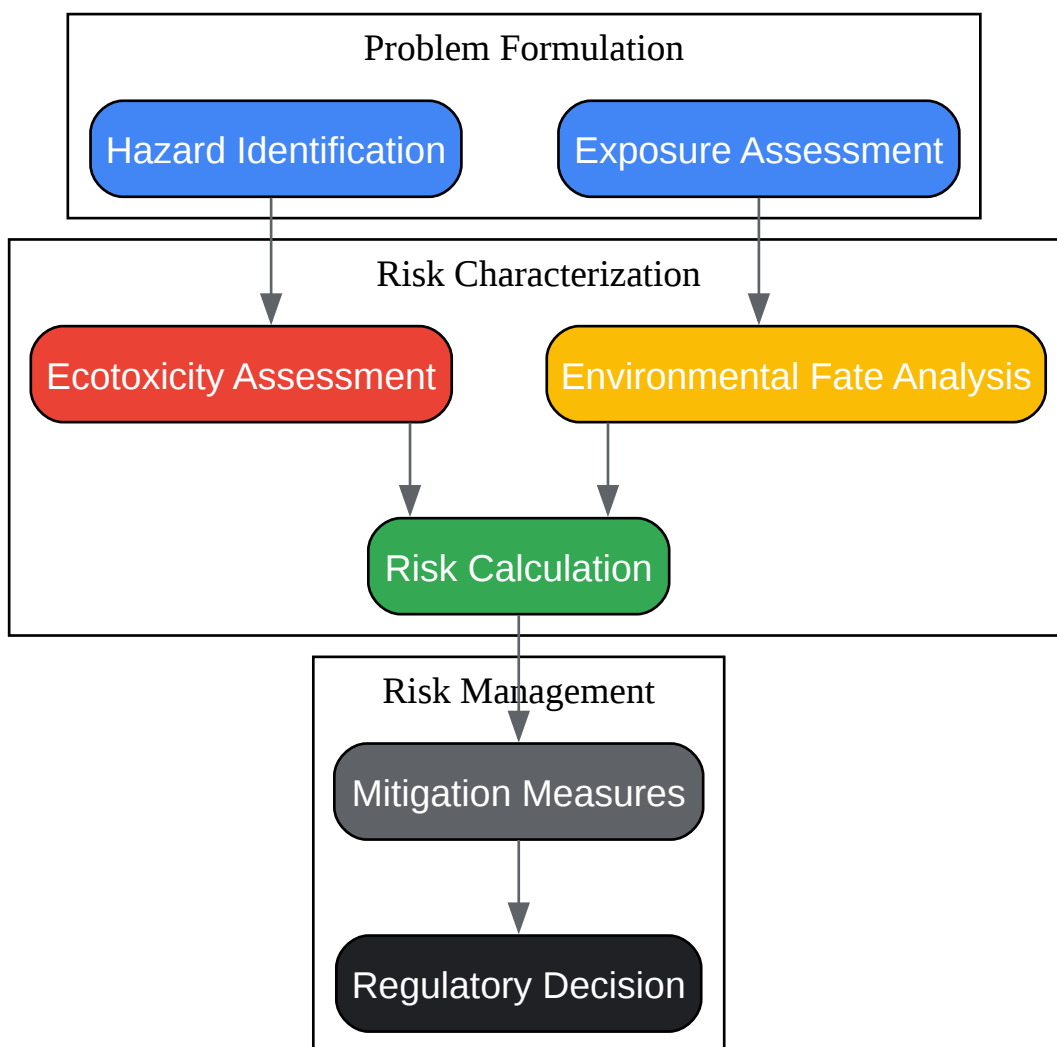 Problem Formulation
Hazard Identification
Exposure Assessment
Risk Characterization
Ecotoxicity Assessment
Environmental Fate Analysis
Risk Calculation
Risk Management
Mitigation Measures
Regulatory Decision